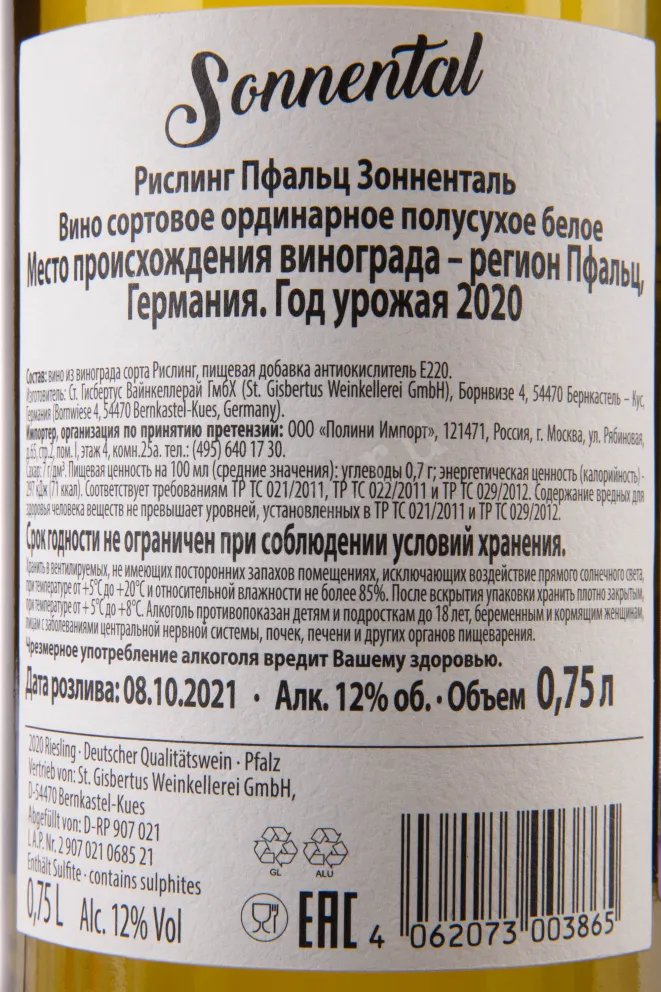 Sonnental
Рислинг Пфальц Зонненталь
Вино сортовое ординарное полусухое белое
Место происхождения винограда – регион Пфальц,
Германия. Год урожая 2020
Состав: вино из винограда сорта Рислинг, пищевая добавка антиокислитель Е220.
Изготовитель: Ст. Гисбертус Вайнкеллерай ГмбХ (St. Gisbertus Weinkellerei GmbH), Борнвизе 4, 54470 Бернкастель – Кус,
Германия (Bornwiese 4, 54470 Bernkastel-Kues, Germany).
Импортер, организация по принятию претензий: ООО «Полини Импорт», 121471, Россия, г. Москва, ул. Рябиновая,
д.65, стр.2, пом. I, этаж 4, комн.25а. тел.: (495) 640 17 30.
Сахар: 7 г/дм³. Пищевая ценность на 100 мл (средние значения): углеводы 0,7 г; энергетическая ценность (калорийность) -
297 кДж (71 ккал). Соответствует требованиям ТР ТС 021/2011, ТР ТС 022/2011 и ТР ТС 029/2012. Содержание вредных для
здоровья человека веществ не превышает уровней, установленных в ТР ТС 021/2011 и ТР ТС 029/2012.
Срок годности не ограничен при соблюдении условий хранения.
Хранить в вентилируемых, не имеющих посторонних запахов помещениях, исключающих воздействие прямого солнечного света,
при температуре от +5°С до +20°С и относительной влажности не более 85%. После вскрытия упаковки хранить плотно закрытым,
при температуре от +5°С до +8°С. Алкоголь противопоказан детям и подросткам до 18 лет, беременным и кормящим женщинам,
лицам с заболеваниями центральной нервной системы, почек, печени и других органов пищеварения.
Чрезмерное употребление алкоголя вредит Вашему здоровью.
Дата розлива: 08.10.2021 · Алк. 12% об. · Объем 0,75 л
2020 Riesling · Deutscher Qualitätswein · Pfalz
Vertrieb von: St. Gisbertus Weinkellerei GmbH,
D-54470 Bernkastel-Kues
Abgefüllt von: D-RP 907 021
L A.P. Nr. 2 907 021 0685 21
Enthält Sulfite · contains sulphites
0,75 L Alc. 12% Vol
GL ALU
EAC
4 062073 003865